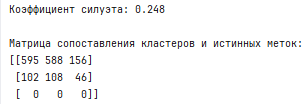 Коэффициент силуэта: 0.248
Матрица сопоставления кластеров и истинных меток:
[[595 588 156]
[102 108  46]
[  0   0   0]]